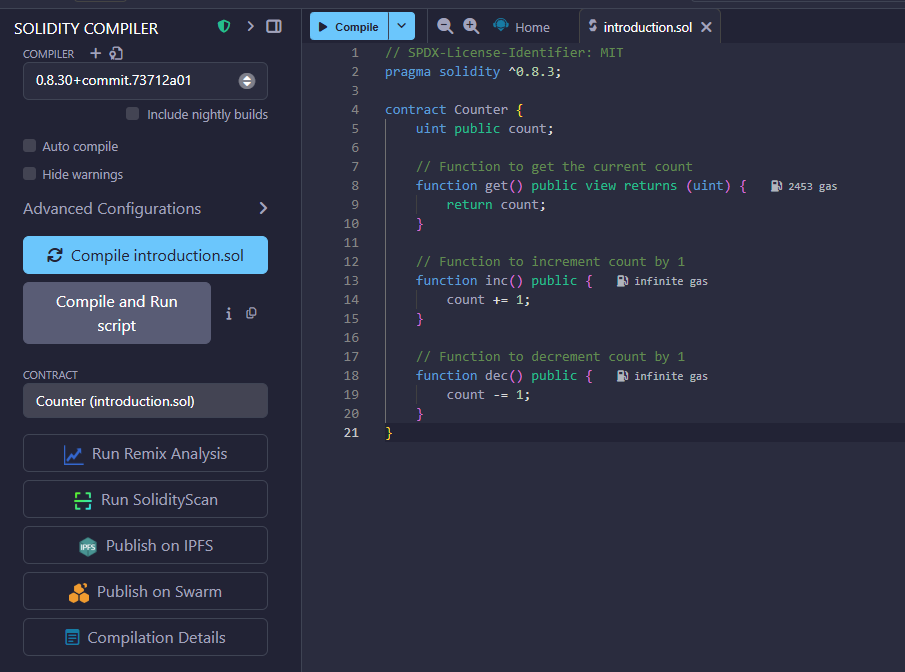 SOLIDITY COMPILER
COMPILER
0.8.30+commit.73712a01
Include nightly builds
Auto compile
Hide warnings
Advanced Configurations
Compile introduction.sol
Compile and Run
script
CONTRACT
Counter (introduction.sol)
Run Remix Analysis
Run SolidityScan
IPFS Publish on IPFS
Publish on Swarm
Compilation Details
Compile Home introduction.sol
1 // SPDX-License-Identifier: MIT
2 pragma solidity ^0.8.3;
3
4 contract Counter {
5 uint public count;
6
7 // Function to get the current count
8 function get() public view returns (uint) { 2453 gas
9 return count;
10 }
11
12 // Function to increment count by 1
13 function inc() public { infinite gas
14 count += 1;
15 }
16
17 // Function to decrement count by 1
18 function dec() public { infinite gas
19 count -= 1;
20 }
21 }